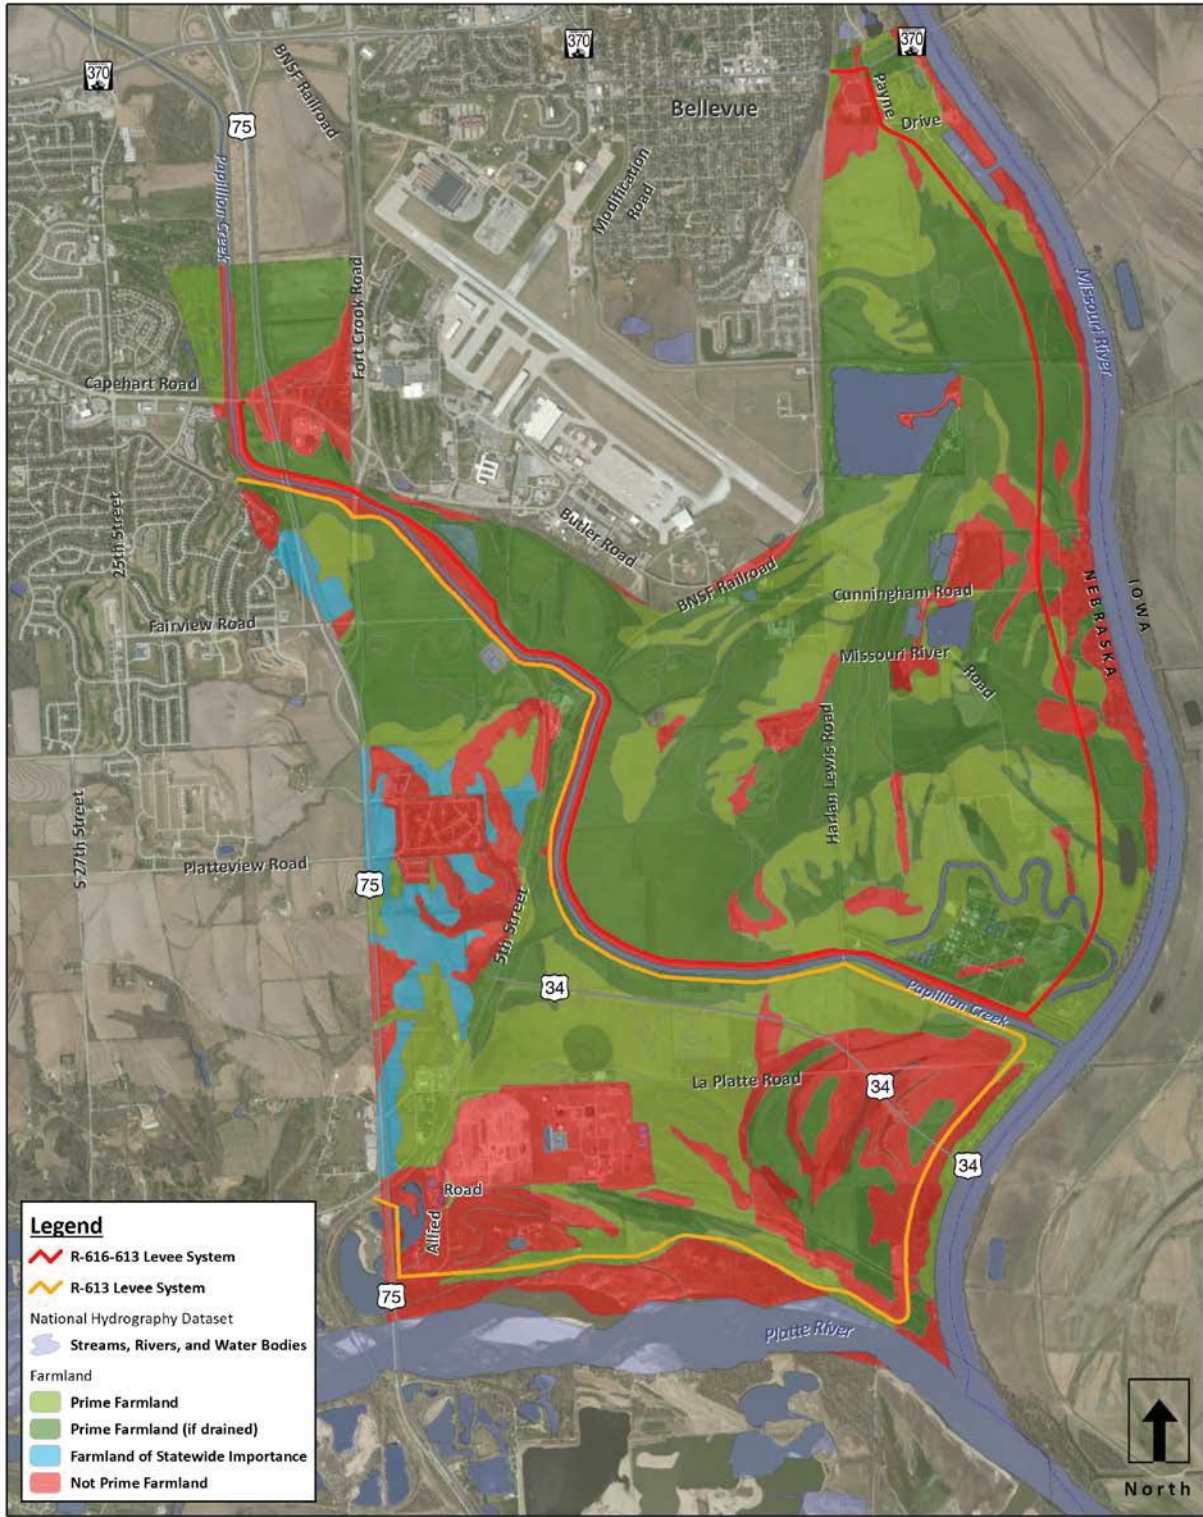 370
370
370
BNSF Railroad
75
Bellevue
Payne
Drive
Papillion Creek
Modification
Road
Fort Crook Road
Missouri River
Capehart Road
25th Street
Butler Road
BNSF Railroad
Cunningham Road
NEBRASKA
IOWA
Fairview Road
Missouri River
Road
Harlan Lewis Road
S 27th Street
Platteview Road
75
5th Street
34
Papillion Creek
La Platte Road
34
34
Road
Allied
75
Platte River
Legend
R-616-613 Levee System
R-613 Levee System
National Hydrography Dataset
Streams, Rivers, and Water Bodies
Farmland
Prime Farmland
Prime Farmland (if drained)
Farmland of Statewide Importance
Not Prime Farmland
North